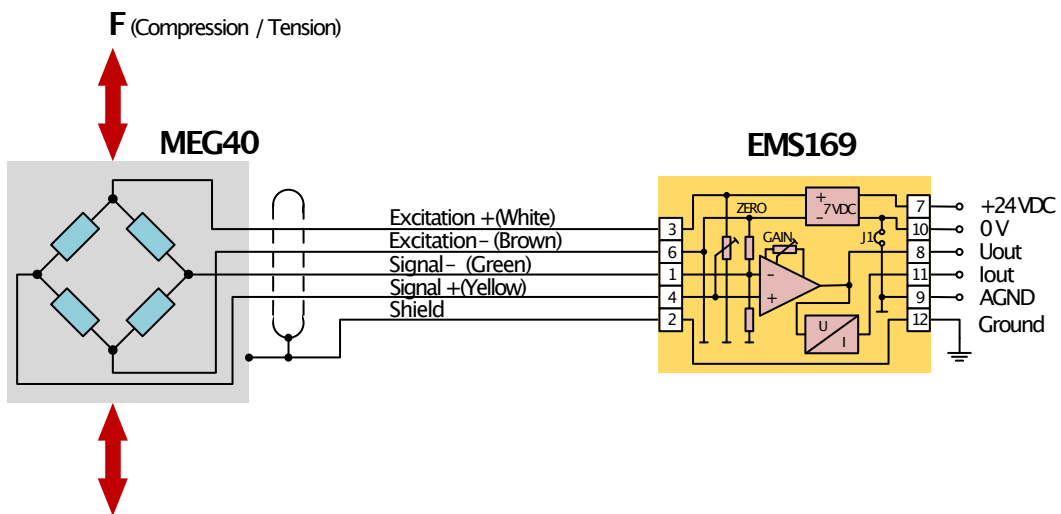 F (Compression / Tension)
MEG40
EMS169
Excitation +(White)
Excitation– (Brown)
Signal– (Green)
Signal +(Yellow)
Shield
3
6
1
4
2
ZERO
GAIN
+
–
7VDC
J1
–
+
U
I
7
10
8
11
9
12
+24VDC
0V
Uout
Iout
AGND
Ground